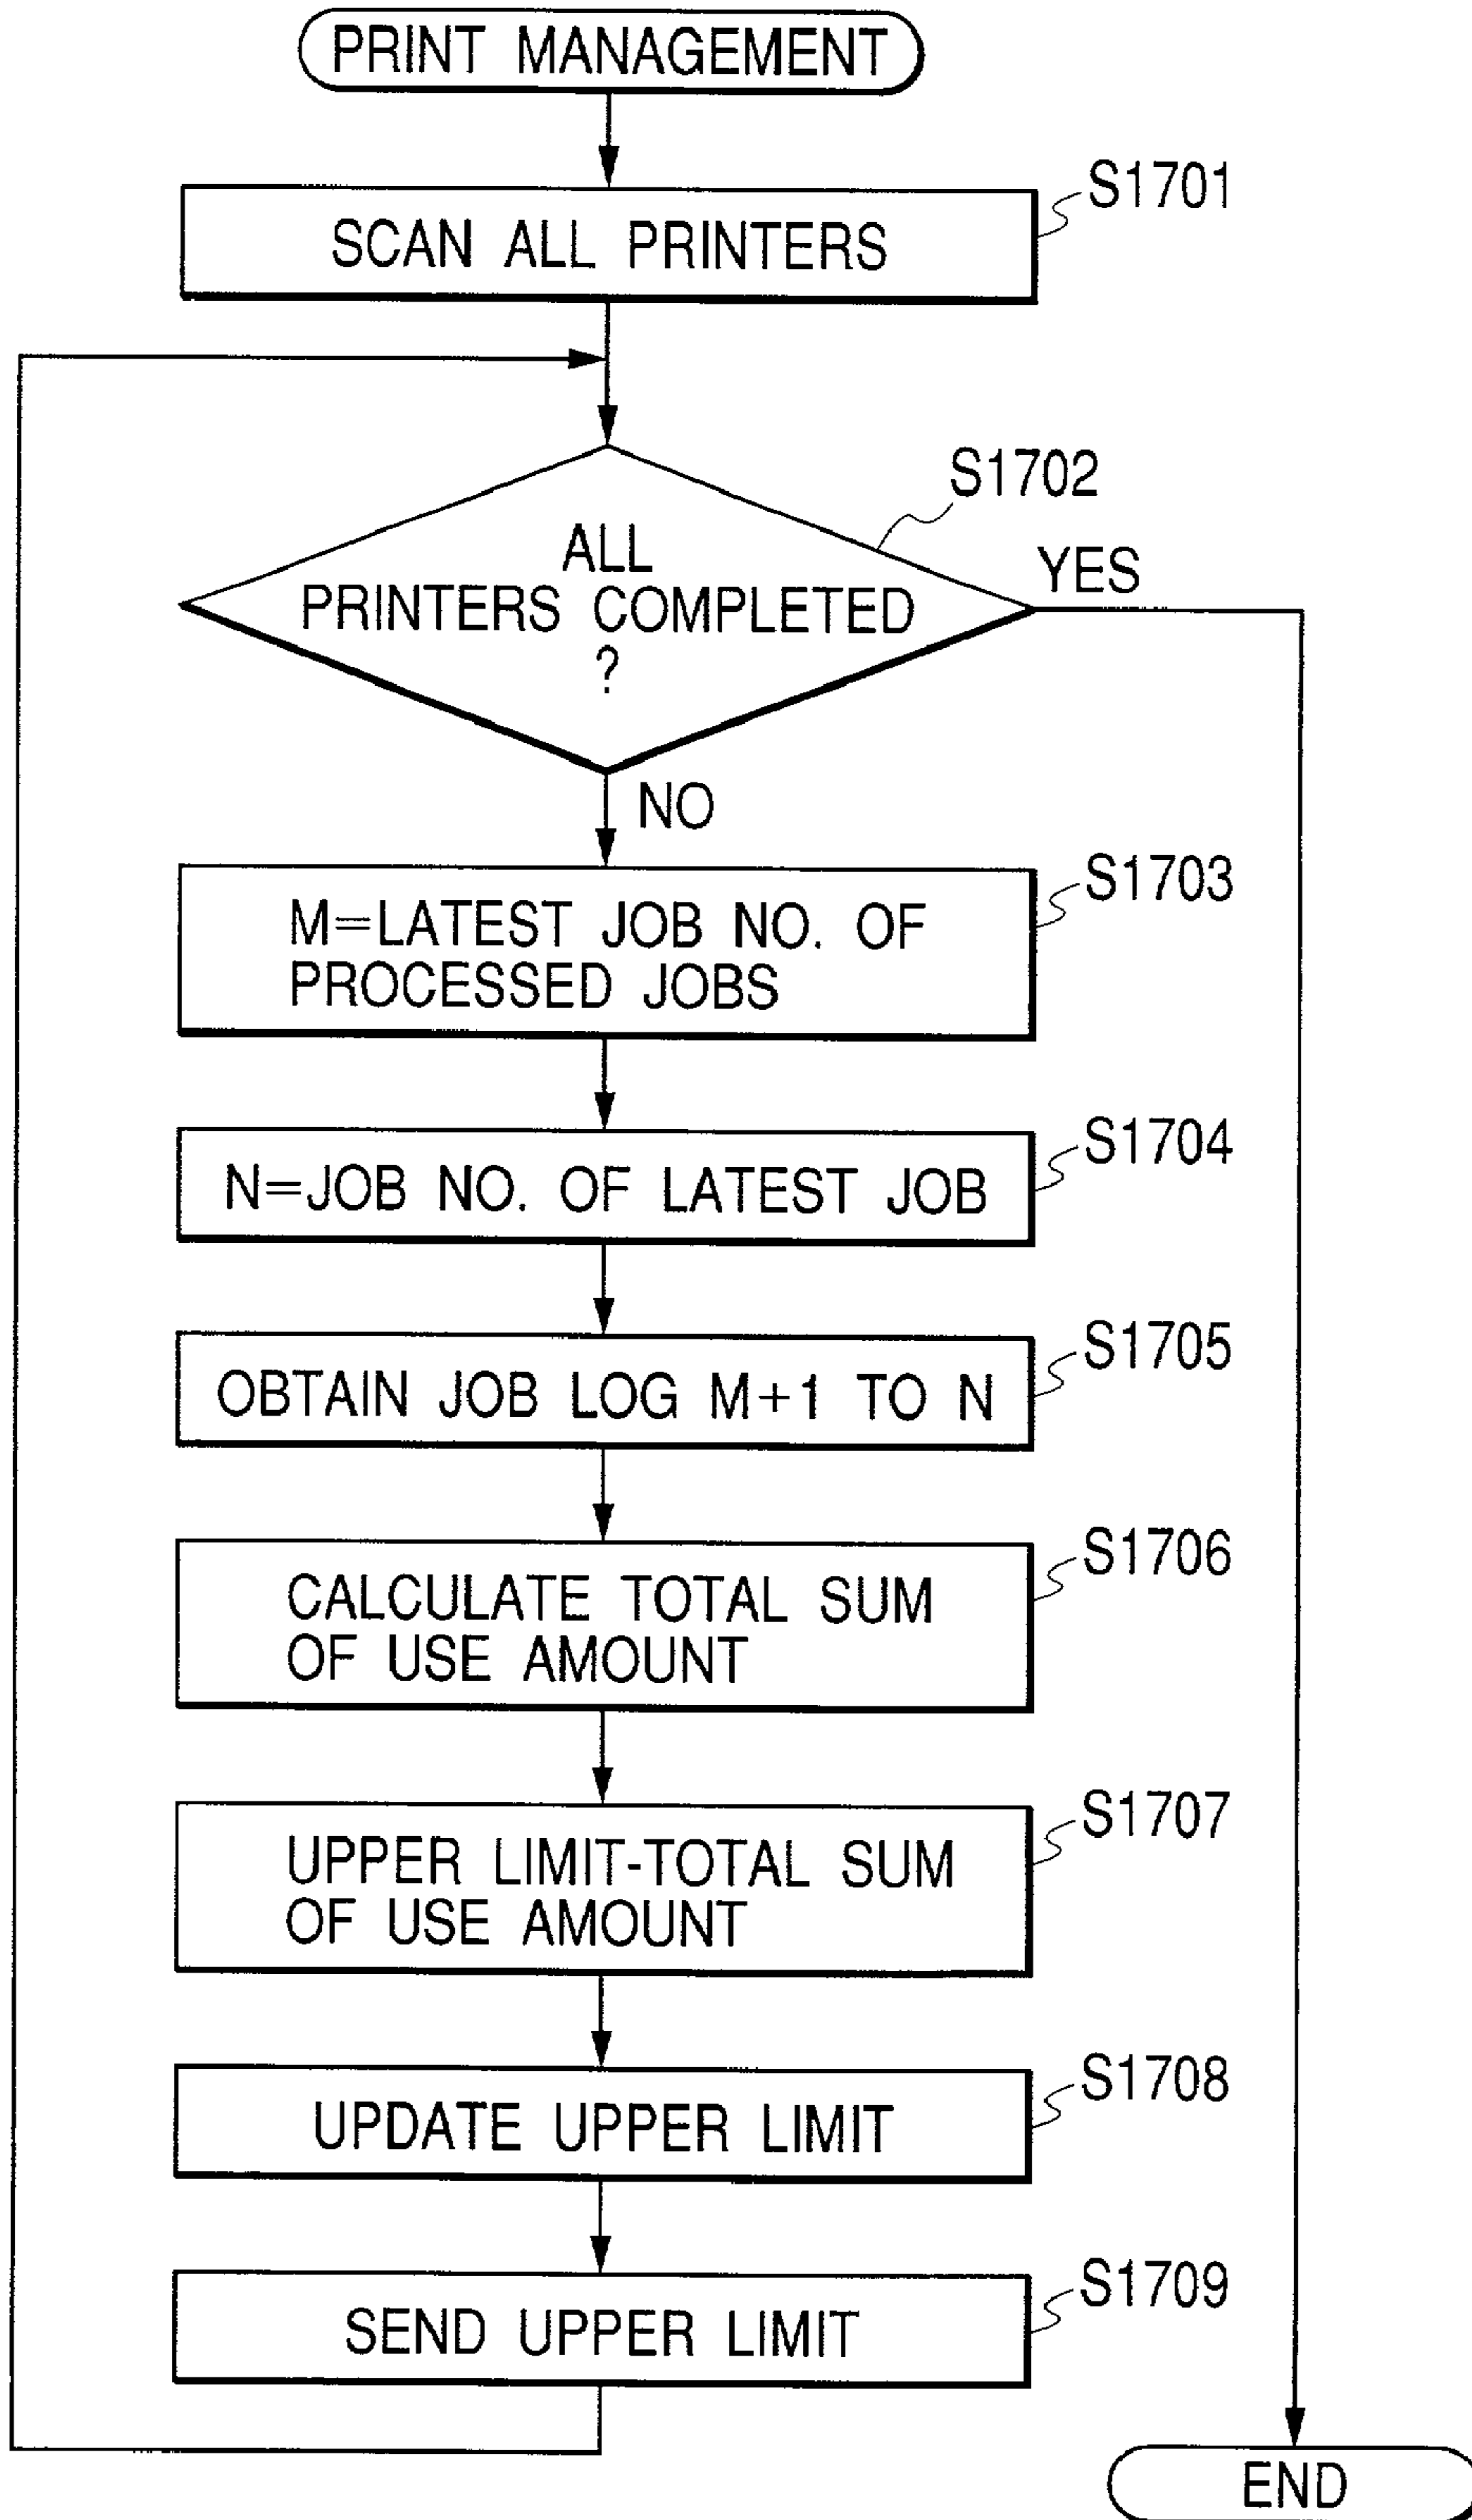 PRINT MANAGEMENT
S1701
SCAN ALL PRINTERS
S1702
ALL
PRINTERS COMPLETED
?
YES
NO
S1703
M=LATEST JOB NO. OF
PROCESSED JOBS
S1704
N=JOB NO. OF LATEST JOB
S1705
OBTAIN JOB LOG M+1 TO N
S1706
CALCULATE TOTAL SUM
OF USE AMOUNT
S1707
UPPER LIMIT-TOTAL SUM
OF USE AMOUNT
S1708
UPDATE UPPER LIMIT
S1709
SEND UPPER LIMIT
END